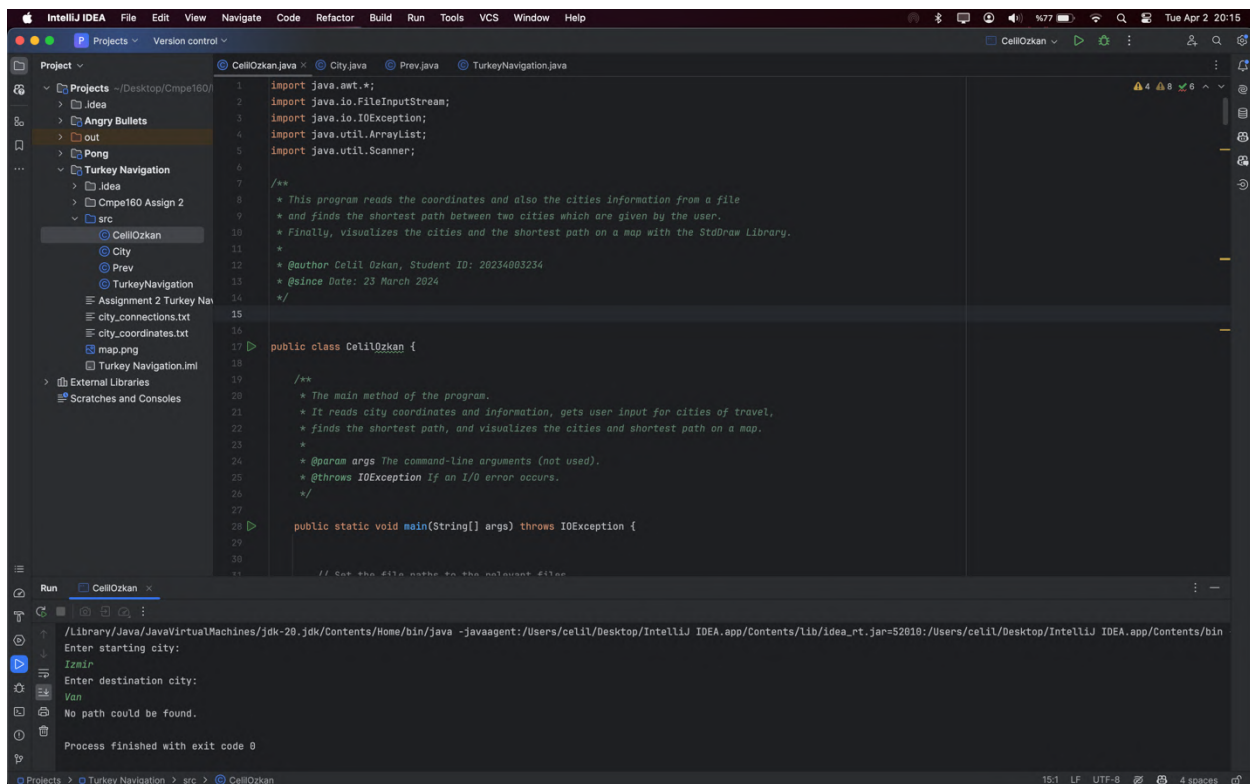 IntelliJ IDEA File Edit View Navigate Code Refactor Build Run Tools VCS Window Help %77 Tue Apr 2 20:15
P Projects Version control CelilOzkan
Project
CelilOzkan.java City.java Prev.java TurkeyNavigation.java
Projects ~/Desktop/Cmpe160/
.idea
Angry Bullets
out
Pong
Turkey Navigation
.idea
Cmpe160 Assign 2
src
CelilOzkan
City
Prev
TurkeyNavigation
Assignment 2 Turkey Nav
city_connections.txt
city_coordinates.txt
map.png
Turkey Navigation.iml
External Libraries
Scratches and Consoles
4 8 6
1 import java.awt.*;
2 import java.io.FileInputStream;
3 import java.io.IOException;
4 import java.util.ArrayList;
5 import java.util.Scanner;
6
7 /**
8 * This program reads the coordinates and also the cities information from a file
9 * and finds the shortest path between two cities which are given by the user.
10 * Finally, visualizes the cities and the shortest path on a map with the StdDraw Library.
11 *
12 * @author Celil Ozkan, Student ID: 20234003234
13 * @since Date: 23 March 2024
14 */
15
16
17 public class CelilOzkan {
18
19 /**
20 * The main method of the program.
21 * It reads city coordinates and information, gets user input for cities of travel,
22 * finds the shortest path, and visualizes the cities and shortest path on a map.
23 *
24 * @param args The command-line arguments (not used).
25 * @throws IOException If an I/O error occurs.
26 */
27
28 public static void main(String[] args) throws IOException {
29
30
31 // Set the file paths to the relevant files
Run CelilOzkan
/Library/Java/JavaVirtualMachines/jdk-20.jdk/Contents/Home/bin/java -javaagent:/Users/celil/Desktop/IntelliJ IDEA.app/Contents/lib/idea_rt.jar=52010:/Users/celil/Desktop/IntelliJ IDEA.app/Contents/bin
Enter starting city:
Izmir
Enter destination city:
Van
No path could be found.
Process finished with exit code 0
Projects > Turkey Navigation > src > CelilOzkan 15:1 LF UTF-8 4 spaces